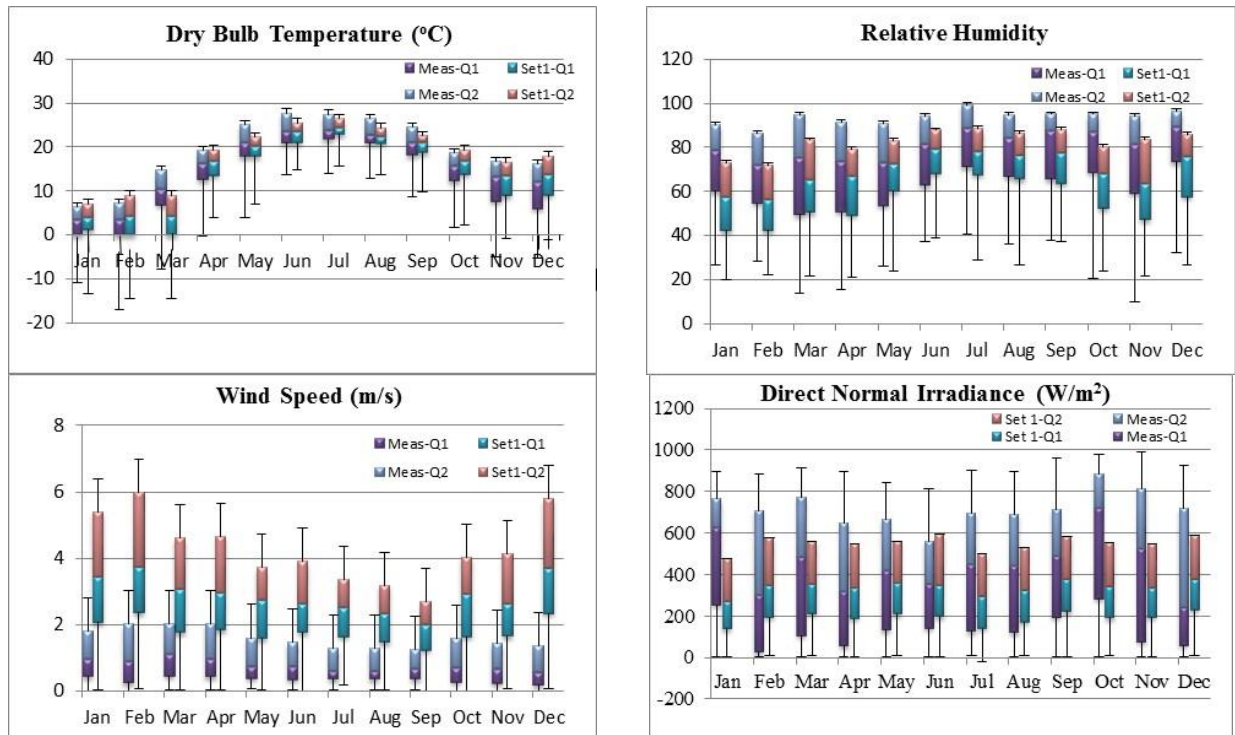 Dry Bulb Temperature (°C)
Meas-Q1 Set1-Q1
Meas-Q2 Set1-Q2
40
30
20
10
0
-10
-20
Jan Feb Mar Apr May Jun Jul Aug Sep Oct Nov Dec
Relative Humidity
Meas-Q1 Set1-Q1
Meas-Q2 Set1-Q2
120
100
80
60
40
20
0
Jan Feb Mar Apr May Jun Jul Aug Sep Oct Nov Dec
Wind Speed (m/s)
Meas-Q1 Set1-Q1
Meas-Q2 Set1-Q2
8
6
4
2
0
Jan Feb Mar Apr May Jun Jul Aug Sep Oct Nov Dec
Direct Normal Irradiance (W/m²)
Set 1-Q2 Meas-Q2
Set 1-Q1 Meas-Q1
1200
1000
800
600
400
200
0
-200
Jan Feb Mar Apr May Jun Jul Aug Sep Oct Nov Dec